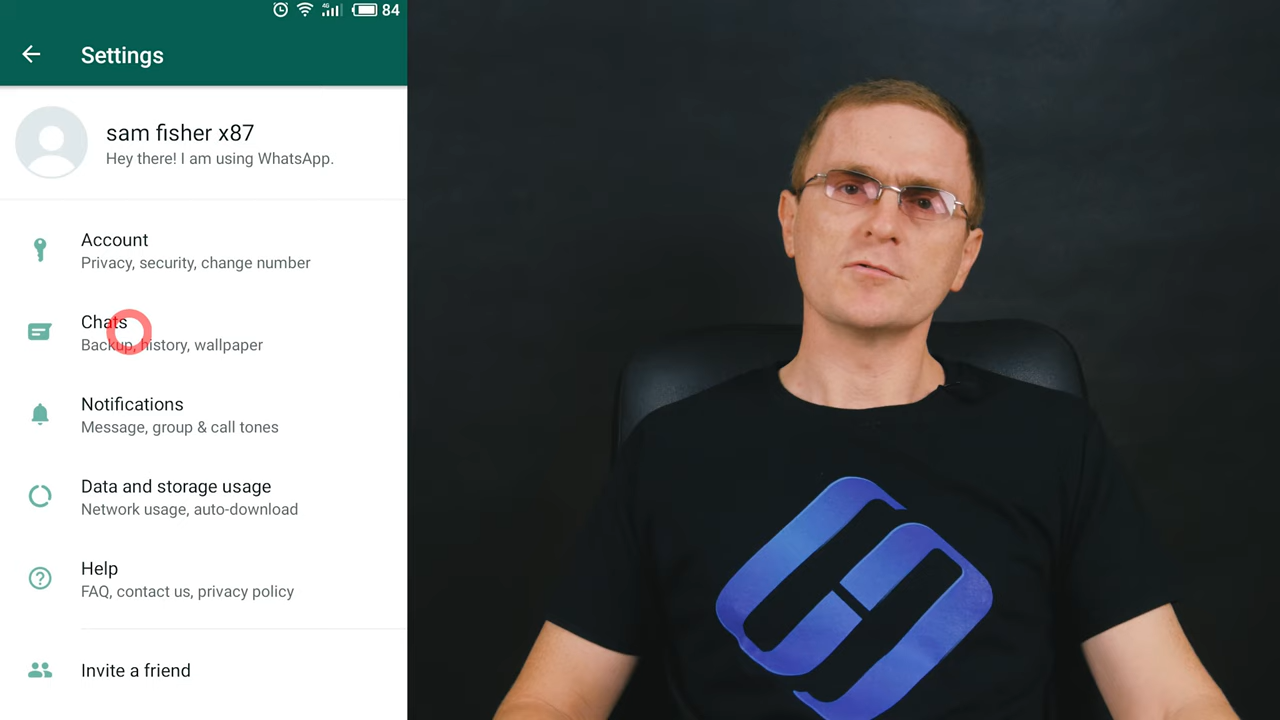 84
Settings
sam fisher x87
Hey there! I am using WhatsApp.
Account
Privacy, security, change number
Chats
Backup, history, wallpaper
Notifications
Message, group & call tones
Data and storage usage
Network usage, auto-download
Help
FAQ, contact us, privacy policy
Invite a friend